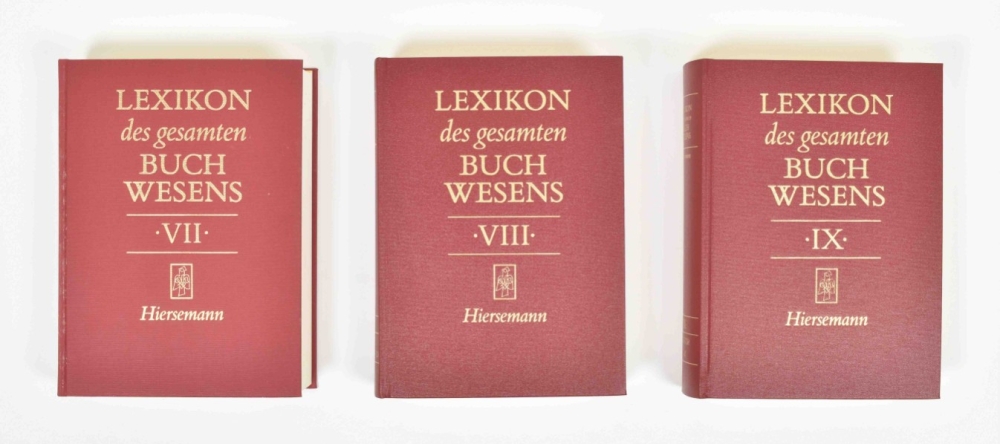 LEXIKON
des gesamten
BUCH
WESENS
·VII·
Hiersemann
LEXIKON
des gesamten
BUCH
WESENS
·VIII·
Hiersemann
LEXIKON
des gesamten
BUCH
WESENS
·IX·
Hiersemann